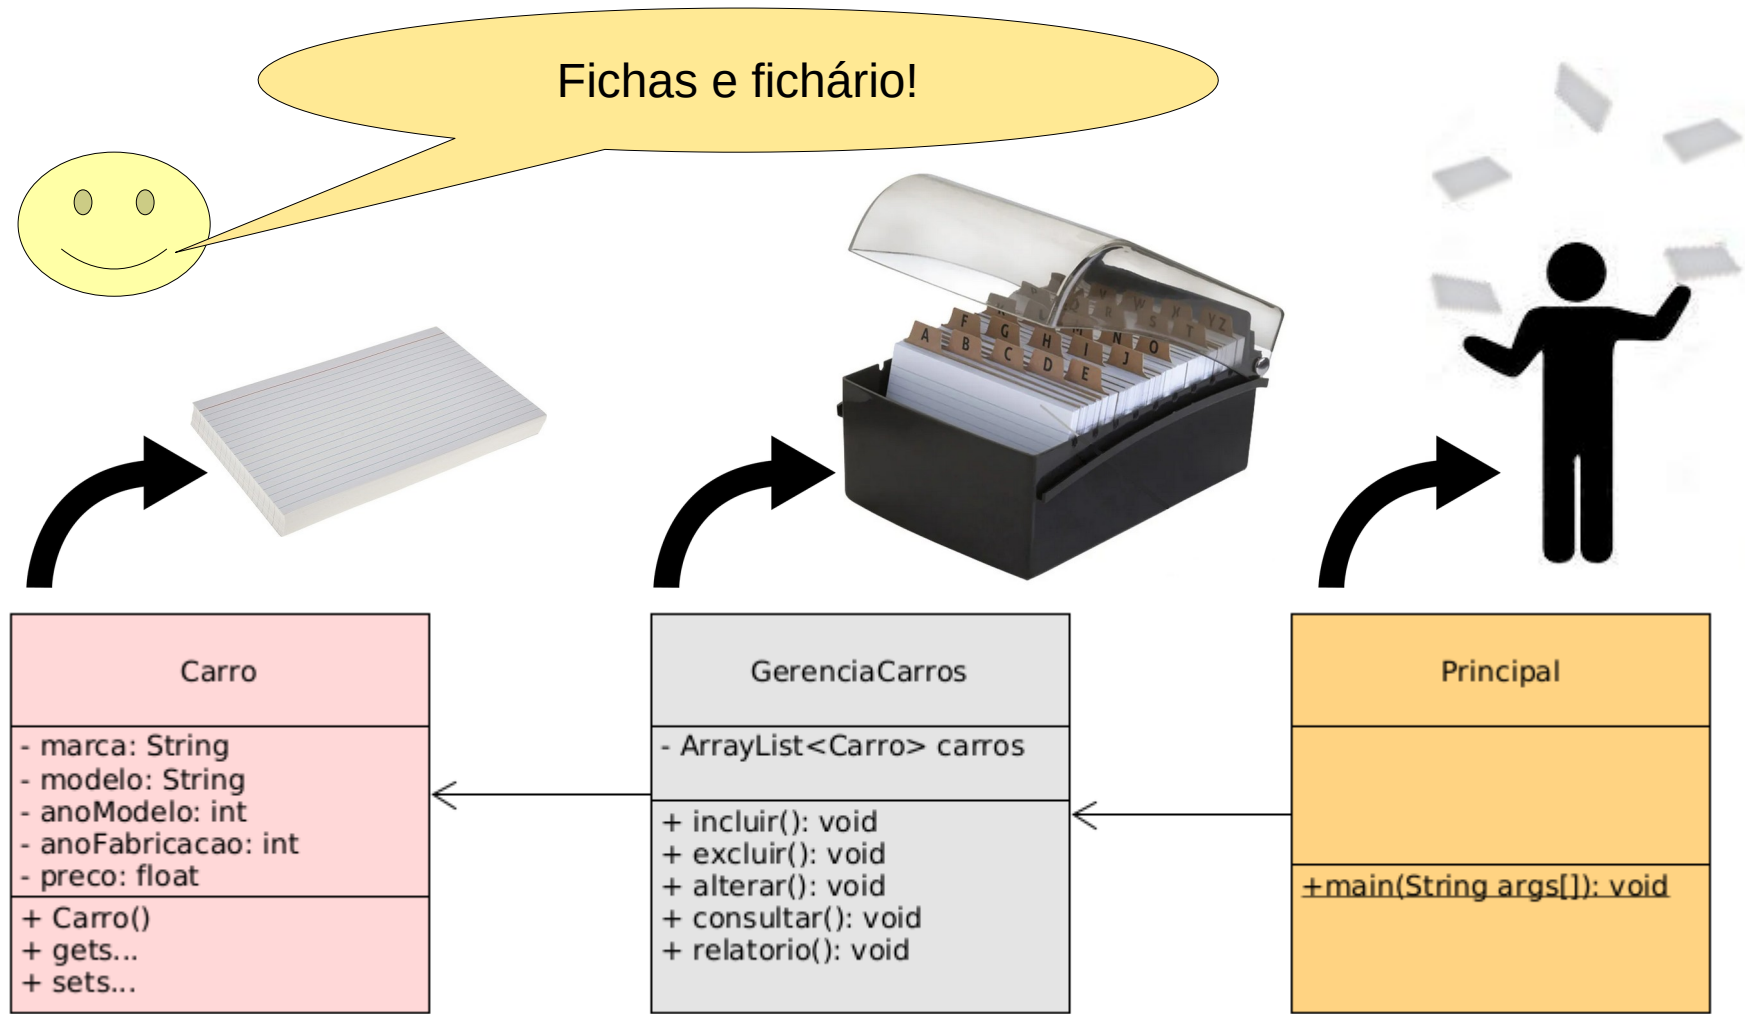 Fichas e fichário!
A B C D E
F G H I J
K M N O
Q R S T
V W X YZ
Carro
- marca: String
- modelo: String
- anoModelo: int
- anoFabricacao: int
- preco: float
+ Carro()
+ gets...
+ sets...
GerenciaCarros
- ArrayList<Carro> carros
+ incluir(): void
+ excluir(): void
+ alterar(): void
+ consultar(): void
+ relatorio(): void
Principal
+main(String args[]): void